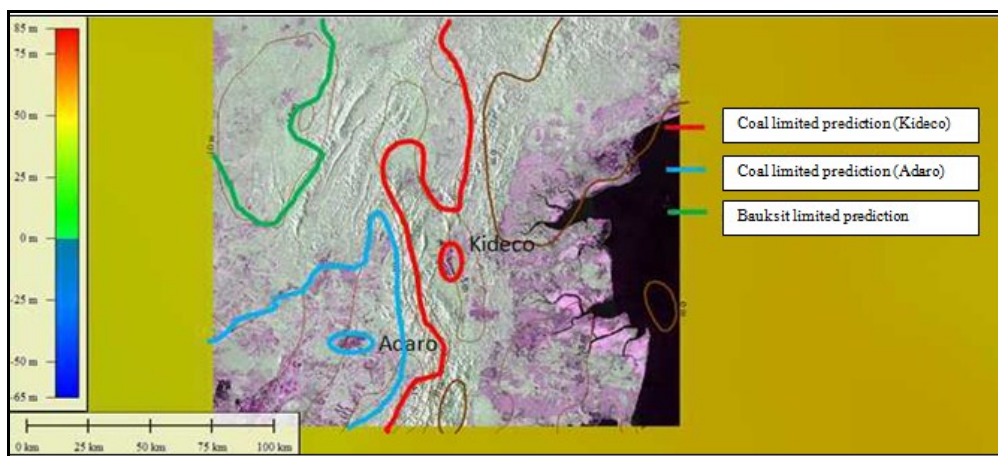 85 m
75 m
50 m
25 m
0 m
-25 m
-50 m
-65 m
0 km
25 km
50 km
75 km
100 km
Kideco
Adaro
Coal limited prediction (Kideco)
Coal limited prediction (Adaro)
Bauksit limited prediction